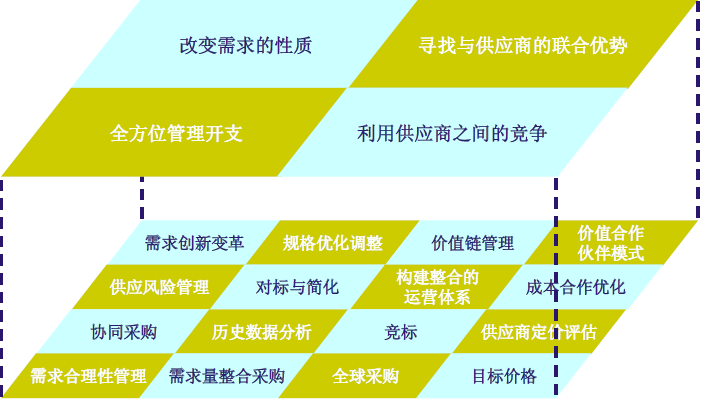 改变需求的性质
寻找与供应商的联合优势
全方位管理开支
利用供应商之间的竞争
需求创新变革
规格优化调整
价值链管理
价值合作
伙伴模式
供应风险管理
对标与简化
构建整合的
运营体系
成本合作优化
协同采购
历史数据分析
竞标
供应商定价评估
需求合理性管理
需求量整合采购
全球采购
目标价格